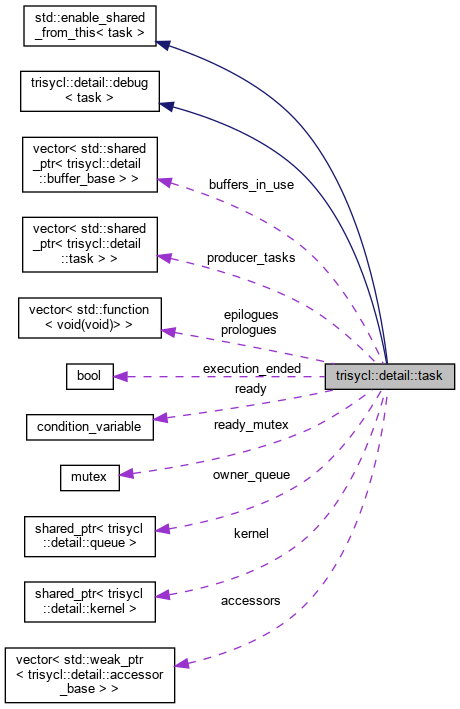 std::enable_shared
_from_this< task >
trisycl::detail::debug
< task >
vector< std::shared
_ptr< trisycl::detail
::buffer_base > >
buffers_in_use
vector< std::shared
_ptr< trisycl::detail
::task > >
producer_tasks
vector< std::function
< void(void)> >
epilogues
prologues
bool
execution_ended
trisycl::detail::task
ready
condition_variable
ready_mutex
mutex
owner_queue
shared_ptr< trisycl
::detail::queue >
kernel
shared_ptr< trisycl
::detail::kernel >
accessors
vector< std::weak_ptr
< trisycl::detail::accessor
_base > >